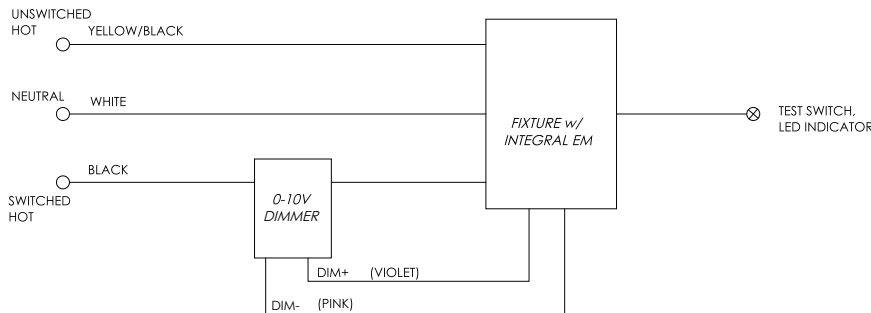 UNSWITCHED
HOT
YELLOW/BLACK
NEUTRAL
WHITE
FIXTURE w/
INTEGRAL EM
TEST SWITCH,
LED INDICATOR
BLACK
SWITCHED
HOT
0-10V
DIMMER
DIM+ (VIOLET)
DIM- (PINK)